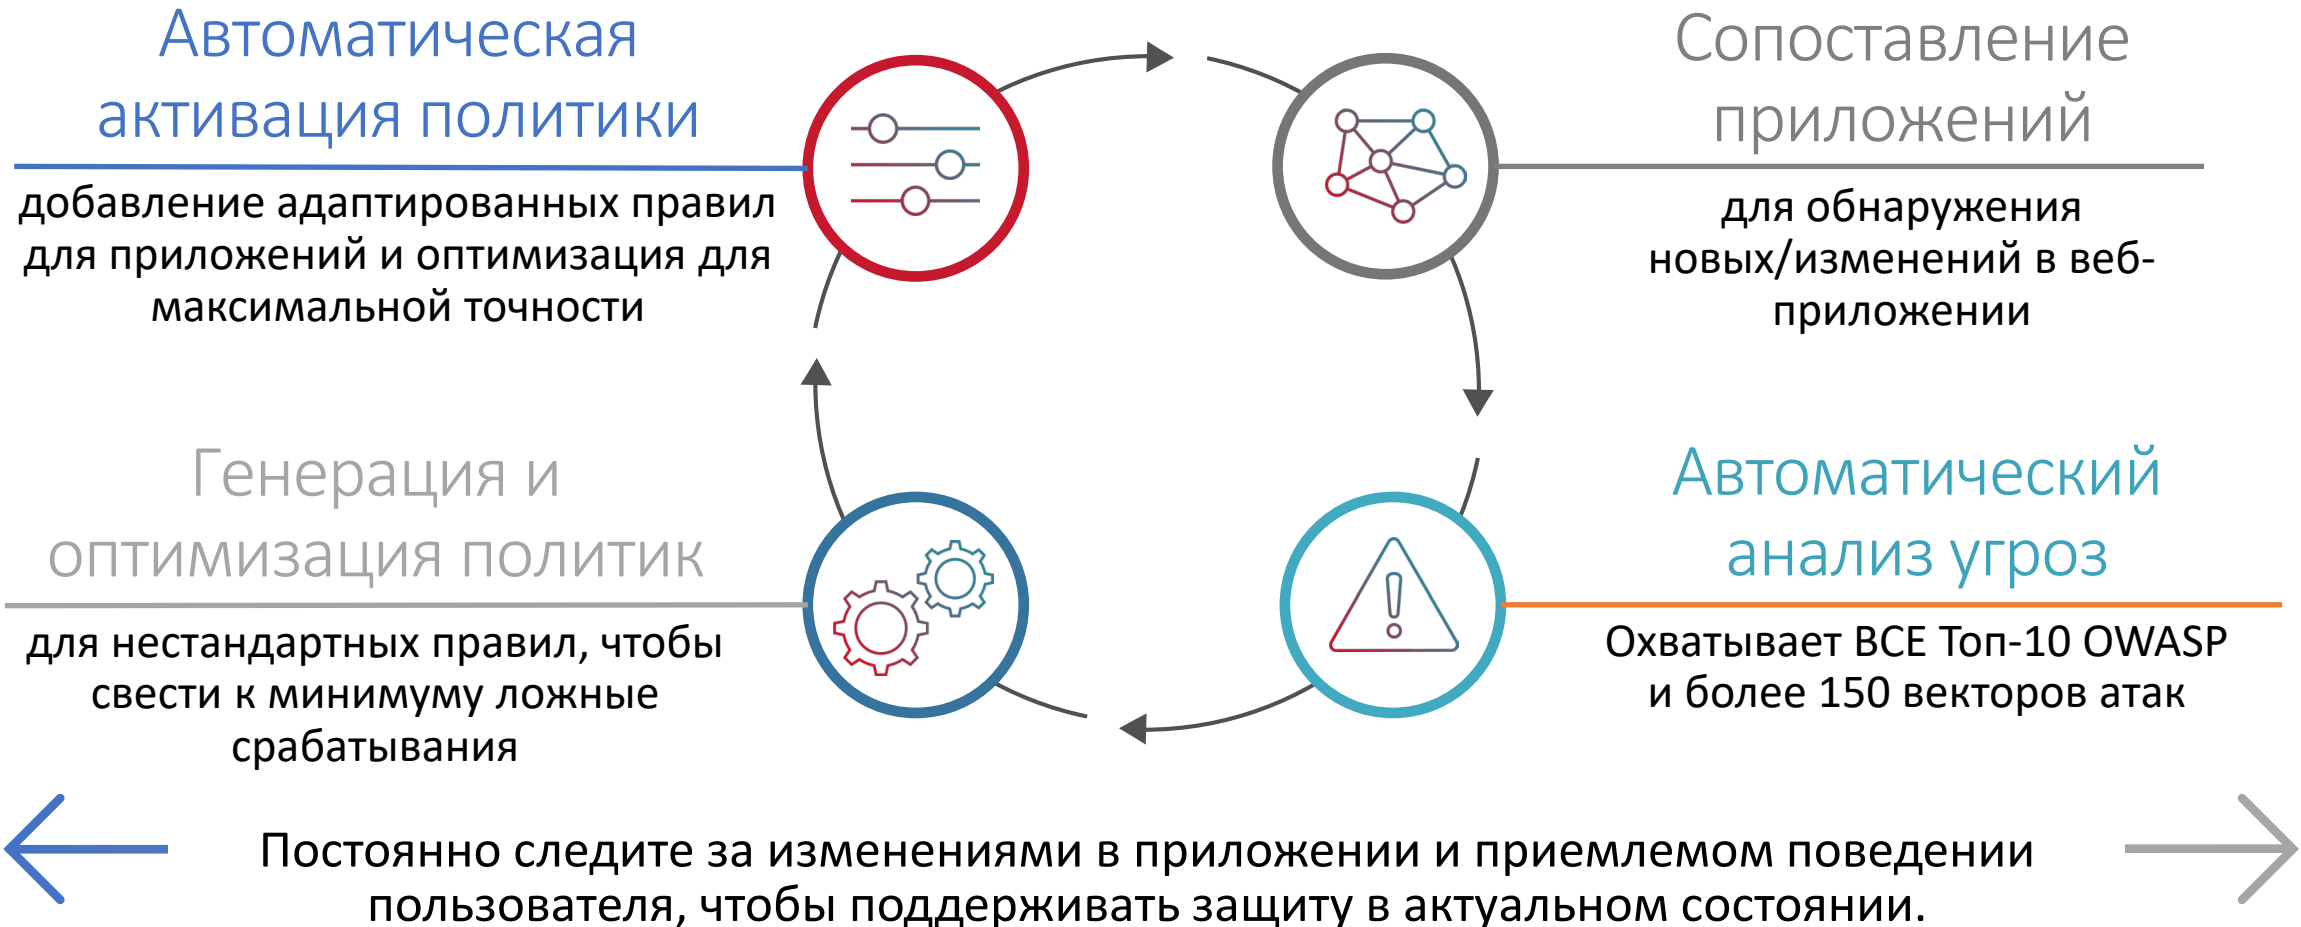 Автоматическая
активация политики
добавление адаптированных правил
для приложений и оптимизация для
максимальной точности
Сопоставление
приложений
для обнаружения
новых/изменений в веб-
приложении
Генерация и
оптимизация политик
для нестандартных правил, чтобы
свести к минимуму ложные
срабатывания
Автоматический
анализ угроз
Охватывает ВСЕ Топ-10 OWASP
и более 150 векторов атак
Постоянно следите за изменениями в приложении и приемлемом поведении
пользователя, чтобы поддерживать защиту в актуальном состоянии.